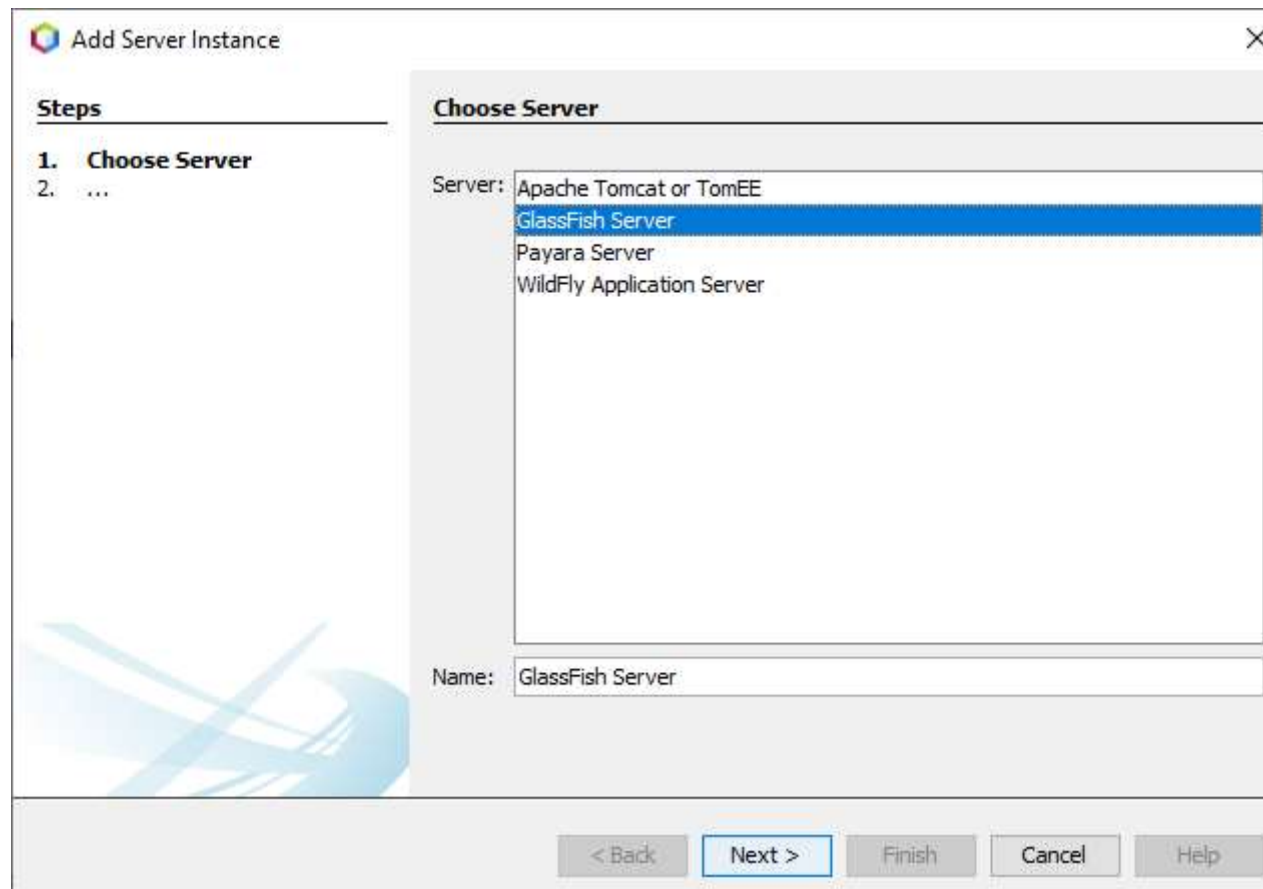 Add Server Instance
Steps
1. Choose Server
2. ...
Choose Server
Server:
Apache Tomcat or TomEE
GlassFish Server
Payara Server
WildFly Application Server
Name: GlassFish Server
< Back Next > Finish Cancel Help